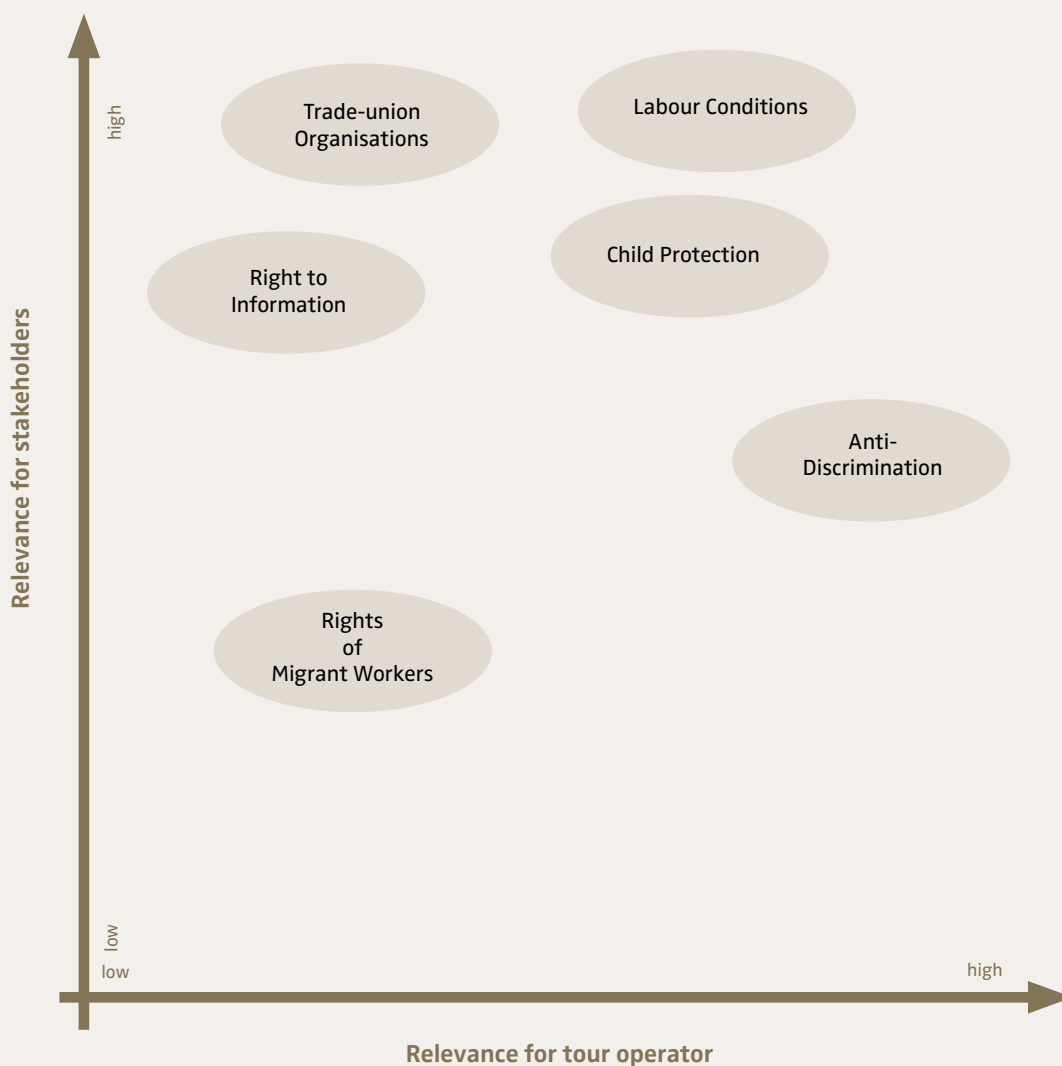 high
Trade-union
Organisations
Labour Conditions
Child Protection
Right to
Information
Relevance for stakeholders
Anti-
Discrimination
Rights
of
Migrant Workers
low
low
high
Relevance for tour operator